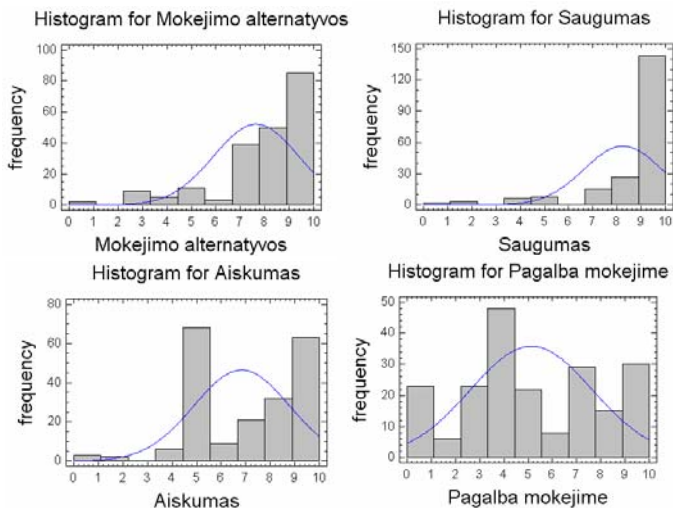 Histogram for Mokejimo alternatyvos
frequency
100
80
60
40
20
0
0 1 2 3 4 5 6 7 8 9 10
Mokejimo alternatyvos
Histogram for Saugumas
frequency
150
120
90
60
30
0
0 1 2 3 4 5 6 7 8 9 10
Saugumas
Histogram for Aiskumas
frequency
80
60
40
20
0
0 1 2 3 4 5 6 7 8 9 10
Aiskumas
Histogram for Pagalba mokejime
frequency
50
40
30
20
10
0
0 1 2 3 4 5 6 7 8 9 10
Pagalba mokejime